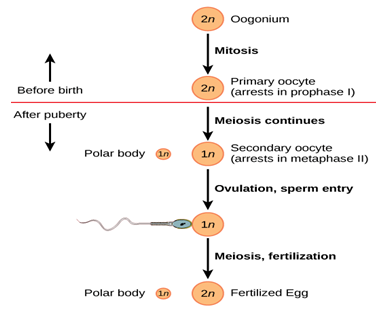 2n Oogonium
Mitosis
Before birth
2n Primary oocyte
(arrests in prophase I)
After puberty
Meiosis continues
Polar body 1n 1n Secondary oocyte
(arrests in metaphase II)
Ovulation, sperm entry
1n
Meiosis, fertilization
Polar body 1n 2n Fertilized Egg